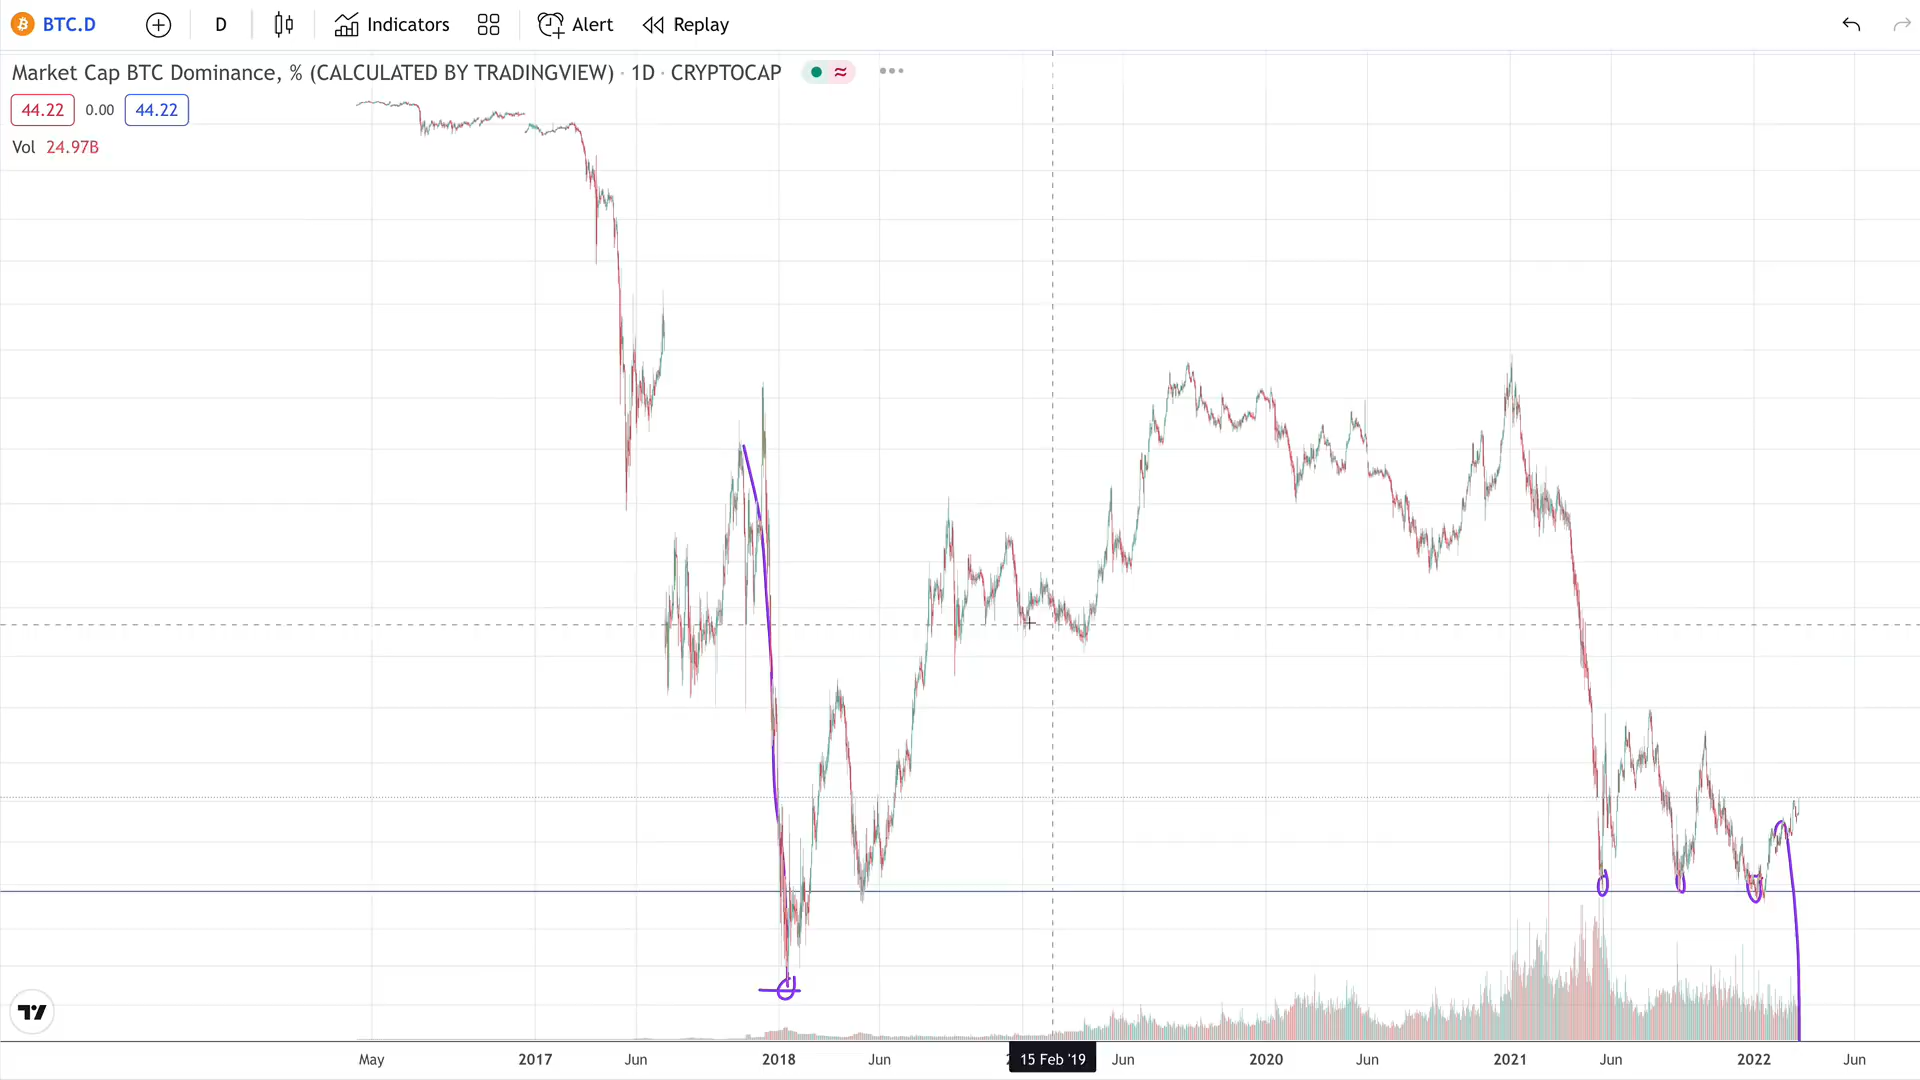 BTC.D D Indicators Alert Replay
Market Cap BTC Dominance, % (CALCULATED BY TRADINGVIEW) · 1D · CRYPTOCAP
44.22 0.00 44.22
Vol 24.97B
May 2017 Jun 2018 Jun 15 Feb '19 Jun 2020 Jun 2021 Jun 2022 Jun